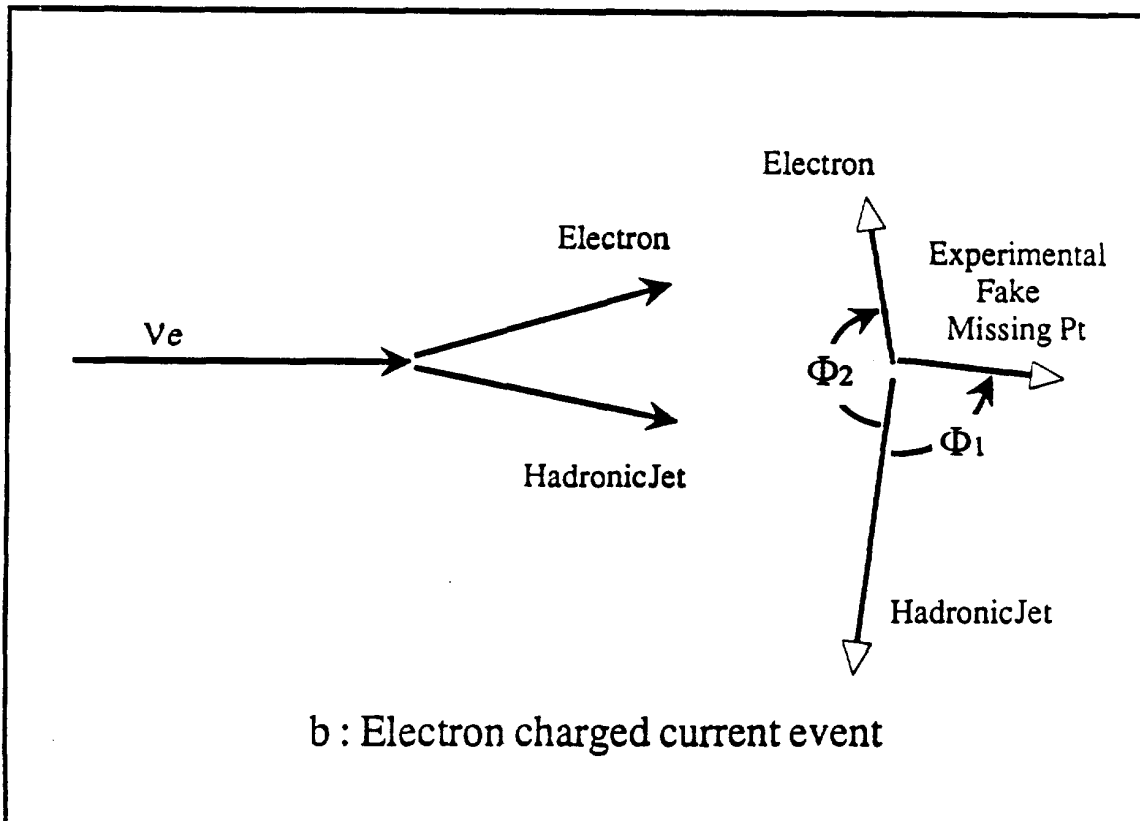 Electron
Electron
Experimental
Fake
Missing Pt
νe
Φ2
Φ1
HadronicJet
HadronicJet
b : Electron charged current event